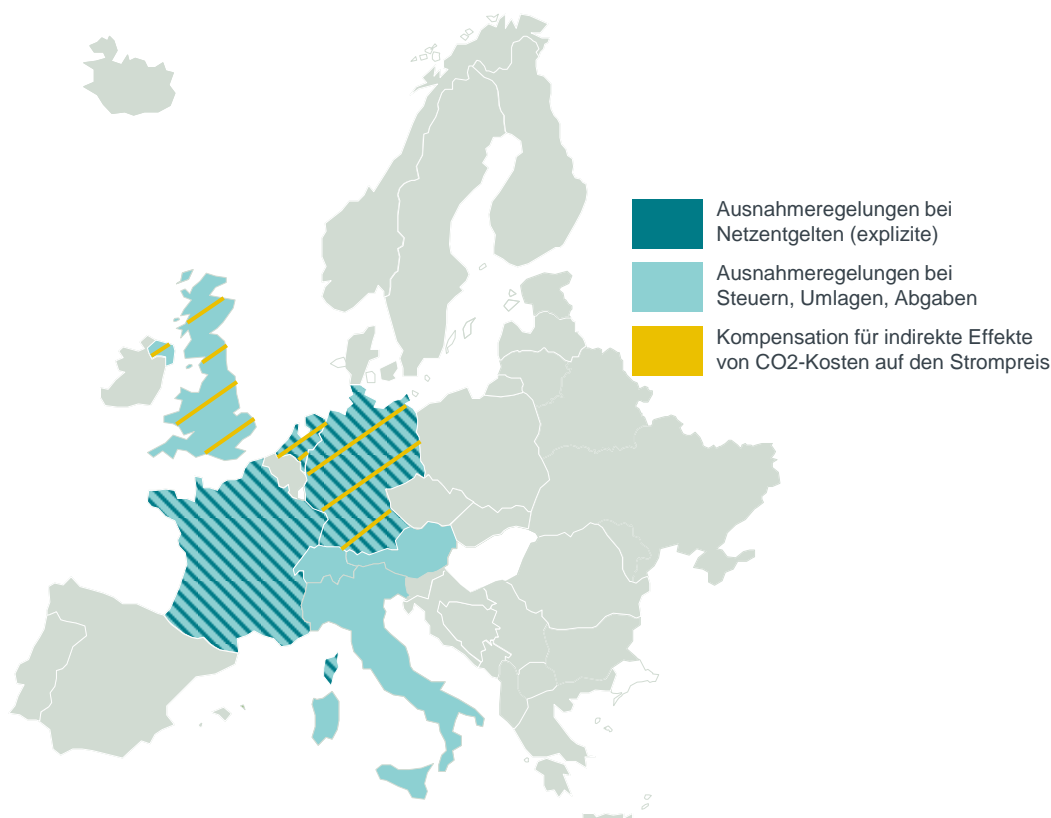 Ausnahmeregelungen bei
Netzentgelten (explizite)
Ausnahmeregelungen bei
Steuern, Umlagen, Abgaben
Kompensation für indirekte Effekte
von CO2-Kosten auf den Strompreis